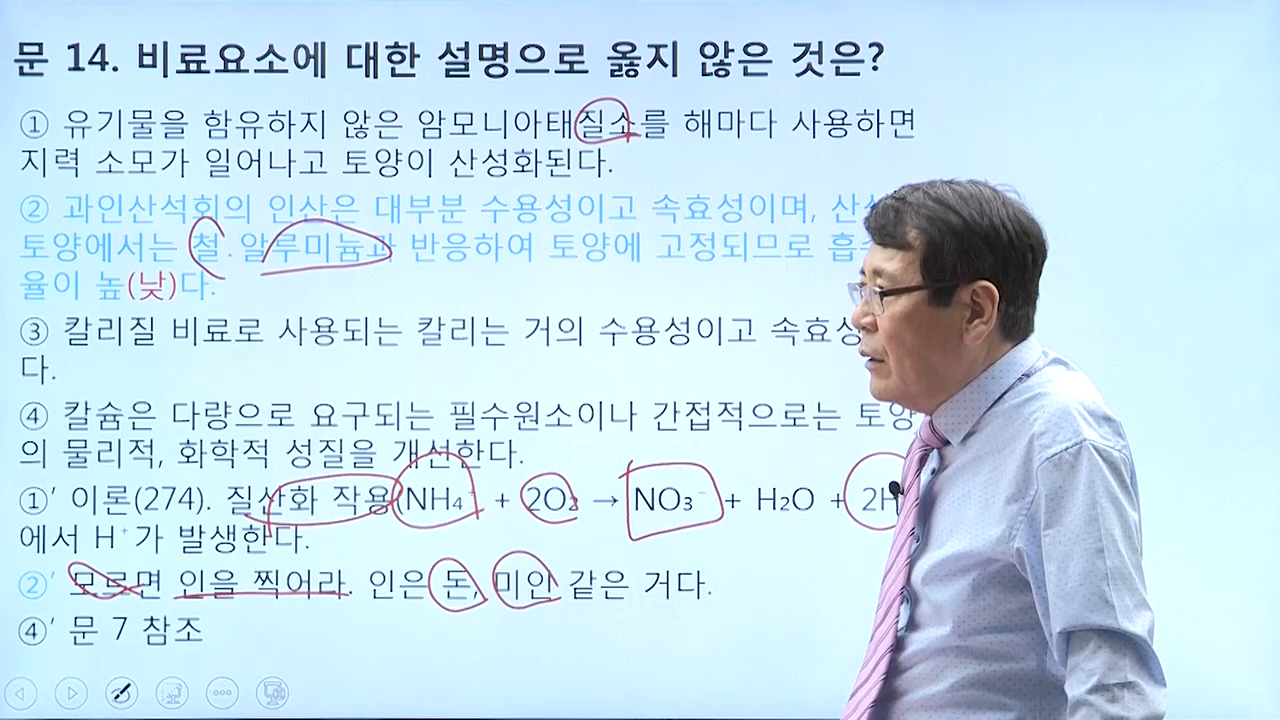 문 14. 비료요소에 대한 설명으로 옳지 않은 것은?
① 유기물을 함유하지 않은 암모니아태질소를 해마다 사용하면
지력 소모가 일어나고 토양이 산성화된다.
② 과인산석회의 인산은 대부분 수용성이고 속효성이며,
토양에서는 철·알루미늄과 반응하여 토양에 고정되므로
율이 높(낮)다.
③ 칼리질 비료로 사용되는 칼리는 거의 수용성이고
다.
④ 칼슘은 다량으로 요구되는 필수원소이나 간접적으로는 토양
의 물리적, 화학적 성질을 개선한다.
①′ 이론(274). 질산화 작용(NH₄⁺ + 2O₂ → NO₃⁻ + H₂O + 2H
에서 H⁺가 발생한다.
②′ 모르면 인을 찍어라. 인은 돈, 미인 같은 거다.
④′ 문 7 참조